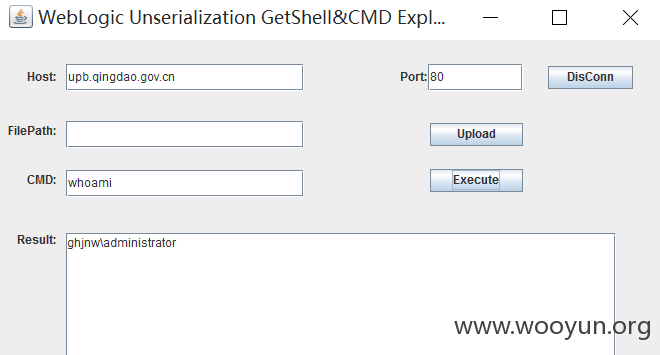 WebLogic Unserialization GetShell&CMD Expl...
Host: upb.qingdao.gov.cn Port: 80 DisConn
FilePath: Upload
CMD: whoami Execute
Result: ghjnw\administrator
www.wooyun.org